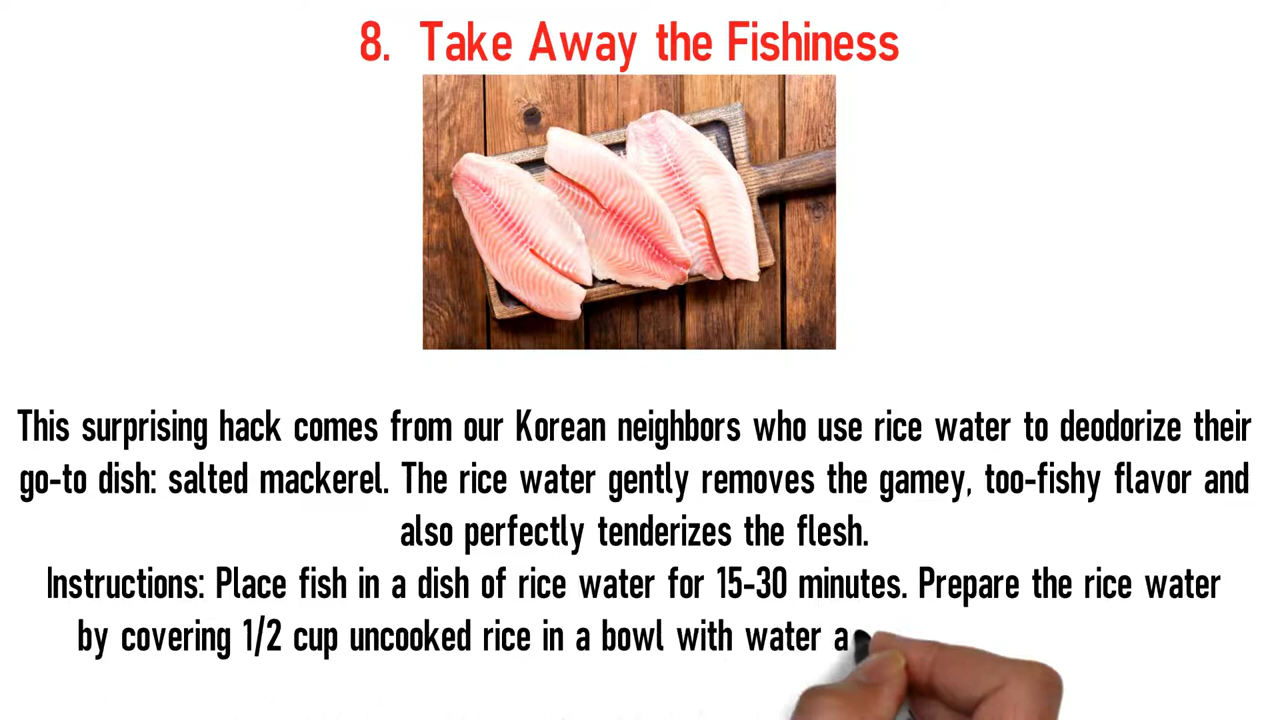 8. Take Away the Fishiness
This surprising hack comes from our Korean neighbors who use rice water to deodorize their
go-to dish: salted mackerel. The rice water gently removes the gamey, too-fishy flavor and
also perfectly tenderizes the flesh.
Instructions: Place fish in a dish of rice water for 15-30 minutes. Prepare the rice water
by covering 1/2 cup uncooked rice in a bowl with water a